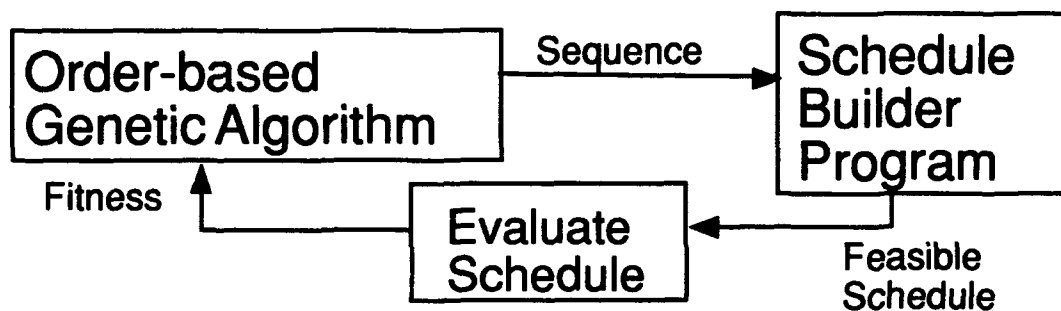 Order-based
Genetic Algorithm
Sequence
Schedule
Builder
Program
Fitness
Evaluate
Schedule
Feasible
Schedule